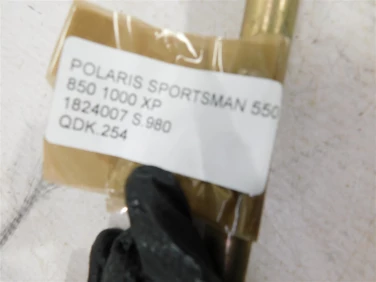 POLARIS SPORTSMAN 550
850 1000 XP
1824007 S.980
QDK.254